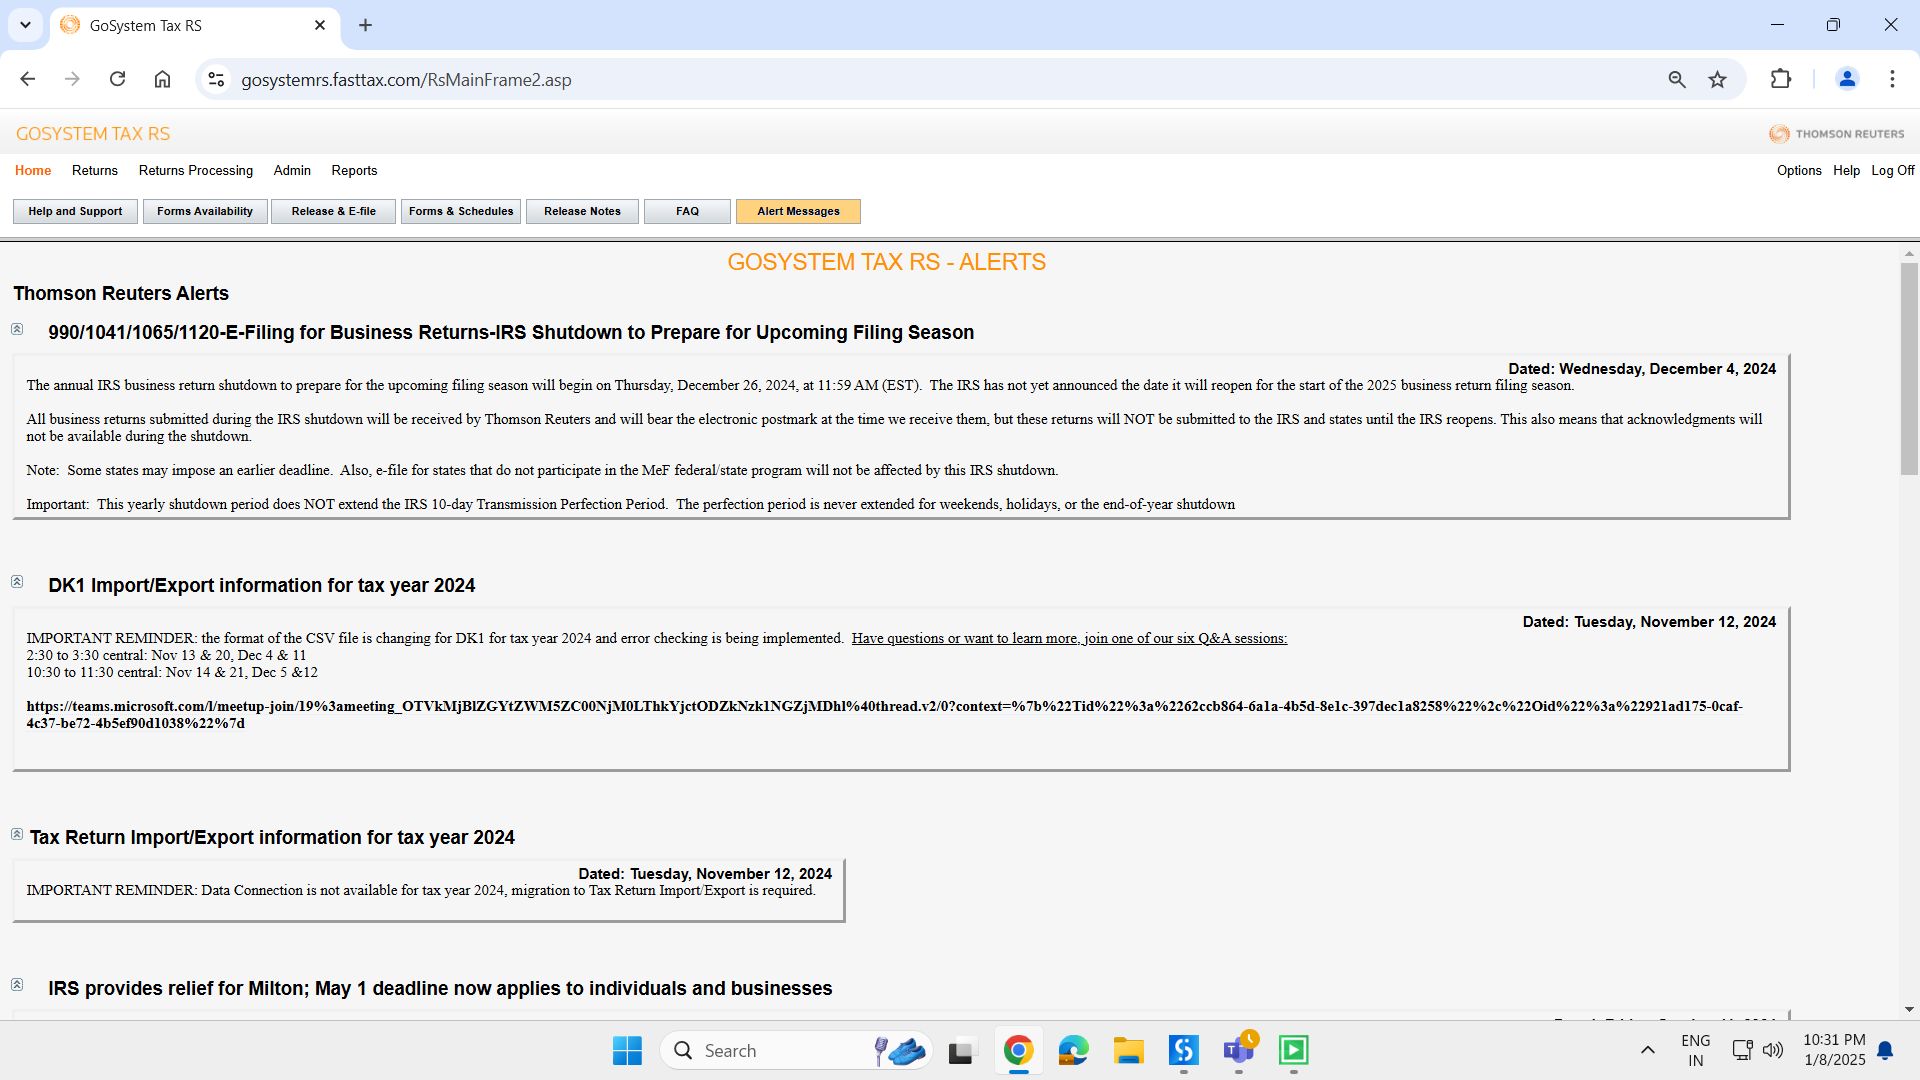 GoSystem Tax RS
gosystemrs.fasttax.com/RsMainFrame2.asp
GOSYSTEM TAX RS
THOMSON REUTERS
Home Returns Returns Processing Admin Reports Options Help Log Off
Help and Support Forms Availability Release & E-file Forms & Schedules Release Notes FAQ Alert Messages
GOSYSTEM TAX RS - ALERTS
Thomson Reuters Alerts
990/1041/1065/1120-E-Filing for Business Returns-IRS Shutdown to Prepare for Upcoming Filing Season
Dated: Wednesday, December 4, 2024
The annual IRS business return shutdown to prepare for the upcoming filing season will begin on Thursday, December 26, 2024, at 11:59 AM (EST).  The IRS has not yet announced the date it will reopen for the start of the 2025 business return filing season.
All business returns submitted during the IRS shutdown will be received by Thomson Reuters and will bear the electronic postmark at the time we receive them, but these returns will NOT be submitted to the IRS and states until the IRS reopens. This also means that acknowledgments will
not be available during the shutdown.
Note:  Some states may impose an earlier deadline.  Also, e-file for states that do not participate in the MeF federal/state program will not be affected by this IRS shutdown.
Important:  This yearly shutdown period does NOT extend the IRS 10-day Transmission Perfection Period.  The perfection period is never extended for weekends, holidays, or the end-of-year shutdown
DK1 Import/Export information for tax year 2024
Dated: Tuesday, November 12, 2024
IMPORTANT REMINDER: the format of the CSV file is changing for DK1 for tax year 2024 and error checking is being implemented.  Have questions or want to learn more, join one of our six Q&A sessions:
2:30 to 3:30 central: Nov 13 & 20, Dec 4 & 11
10:30 to 11:30 central: Nov 14 & 21, Dec 5 &12
https://teams.microsoft.com/l/meetup-join/19%3ameeting_OTVkMjBlZGYtZWM5ZC00NjM0LThkYjctODZkNzk1NGZjMDhl%40thread.v2/0?context=%7b%22Tid%22%3a%2262ccb864-6a1a-4b5d-8e1c-397dec1a8258%22%2c%22Oid%22%3a%22921ad175-0caf-
4c37-be72-4b5ef90d1038%22%7d
Tax Return Import/Export information for tax year 2024
Dated: Tuesday, November 12, 2024
IMPORTANT REMINDER: Data Connection is not available for tax year 2024, migration to Tax Return Import/Export is required.
IRS provides relief for Milton; May 1 deadline now applies to individuals and businesses
Search
ENG
IN
10:31 PM
1/8/2025